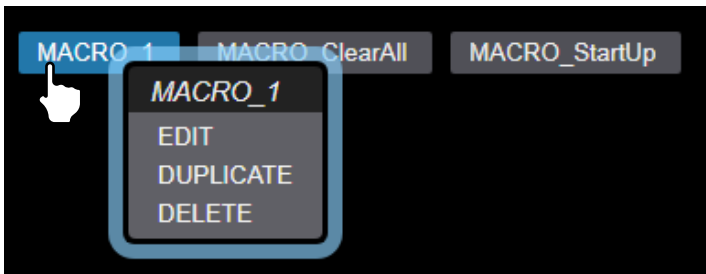 MACRO_1 MACRO_ClearAll MACRO_StartUp
MACRO_1
EDIT
DUPLICATE
DELETE